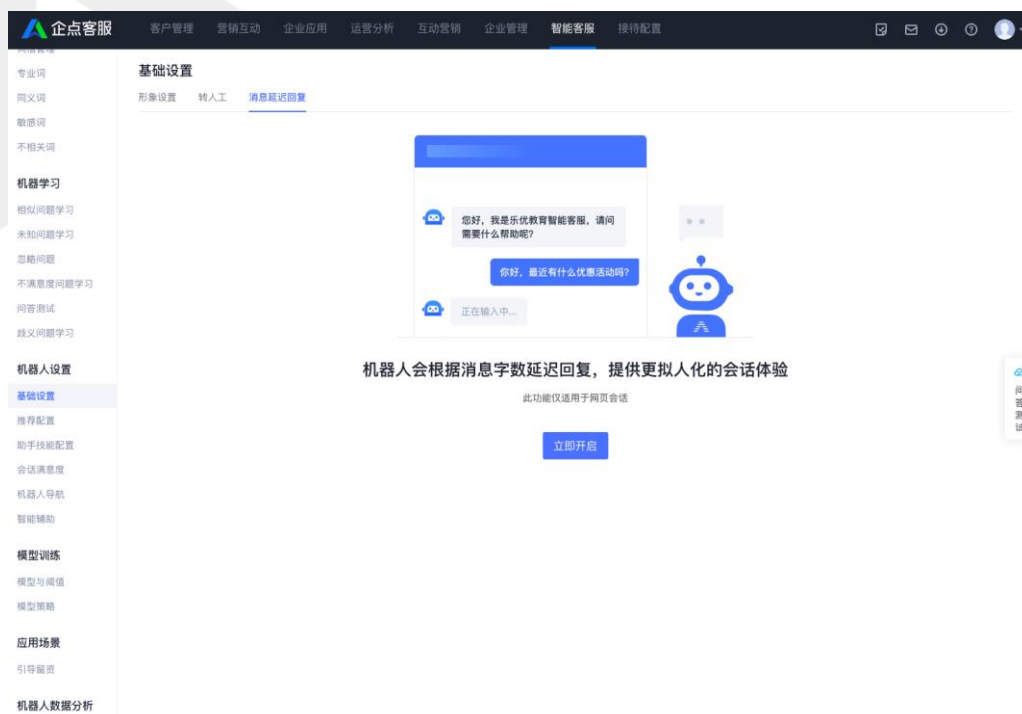 企点客服
客户管理 营销互动 企业应用 运营分析 互动营销 企业管理 智能客服 接待配置
专业词
同义词
敏感词
不相关词
机器学习
相似问题学习
未知问题学习
忽略问题
不满意度问题学习
问答测试
歧义问题学习
机器人设置
基础设置
推荐配置
助手技能配置
会话满意度
机器人导航
智能辅助
模型训练
模型与阈值
模型策略
应用场景
引导留资
机器人数据分析
基础设置
形象设置 转人工 消息延迟回复
您好，我是乐优教育智能客服，请问
需要什么帮助呢？
你好，最近有什么优惠活动吗？
正在输入中...
机器人会根据消息字数延迟回复，提供更拟人化的会话体验
此功能仅适用于网页会话
立即开启
问
答
测
试